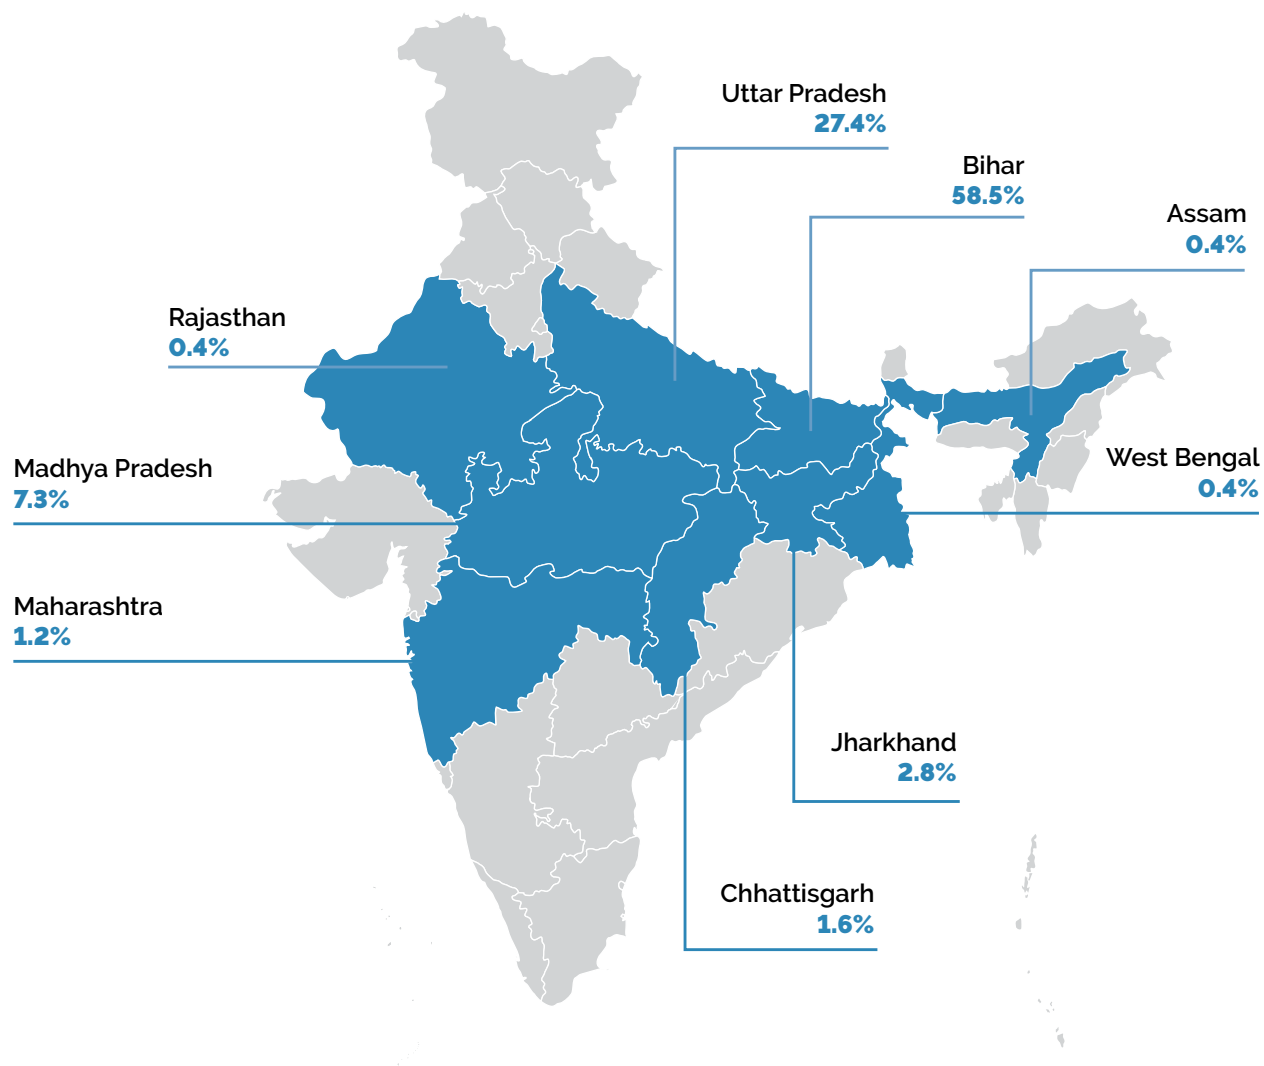 Uttar Pradesh
27.4%
Bihar
58.5%
Assam
0.4%
Rajasthan
0.4%
Madhya Pradesh
7.3%
West Bengal
0.4%
Maharashtra
1.2%
Jharkhand
2.8%
Chhattisgarh
1.6%